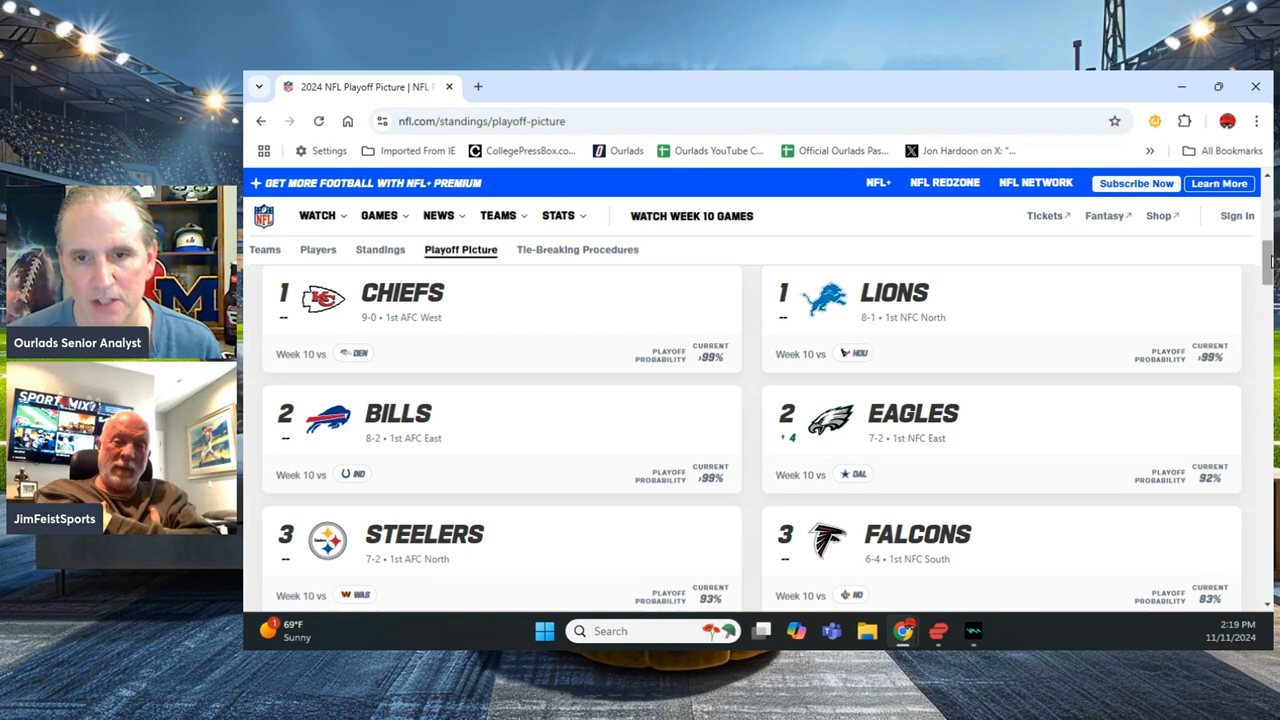 2024 NFL Playoff Picture | NFL
nfl.com/standings/playoff-picture
Settings
Imported From IE
CollegePressBox.co...
Ourlads
Ourlads YouTube C...
Official Ourlads Pas...
Jon Hardoon on X: "...
»
All Bookmarks
GET MORE FOOTBALL WITH NFL+ PREMIUM
NFL+
NFL REDZONE
NFL NETWORK
Subscribe Now
Learn More
NFL
WATCH
GAMES
NEWS
TEAMS
STATS
WATCH WEEK 10 GAMES
Tickets
Fantasy
Shop
Sign In
Teams
Players
Standings
Playoff Picture
Tie-Breaking Procedures
1 CHIEFS
-- 9-0 • 1st AFC West
Week 10 vs DEN
PLAYOFF PROBABILITY
CURRENT
>99%
1 LIONS
-- 8-1 • 1st NFC North
Week 10 vs HOU
PLAYOFF PROBABILITY
CURRENT
>99%
2 BILLS
-- 8-2 • 1st AFC East
Week 10 vs IND
PLAYOFF PROBABILITY
CURRENT
>99%
2 EAGLES
↑ 4 7-2 • 1st NFC East
Week 10 vs DAL
PLAYOFF PROBABILITY
CURRENT
92%
3 STEELERS
-- 7-2 • 1st AFC North
Week 10 vs WAS
PLAYOFF PROBABILITY
CURRENT
93%
3 FALCONS
-- 6-4 • 1st NFC South
Week 10 vs NO
PLAYOFF PROBABILITY
CURRENT
83%
M
Ourlads Senior Analyst
SPORT MIX
JimFeistSports
1
69°F
Sunny
Search
2:19 PM
11/11/2024